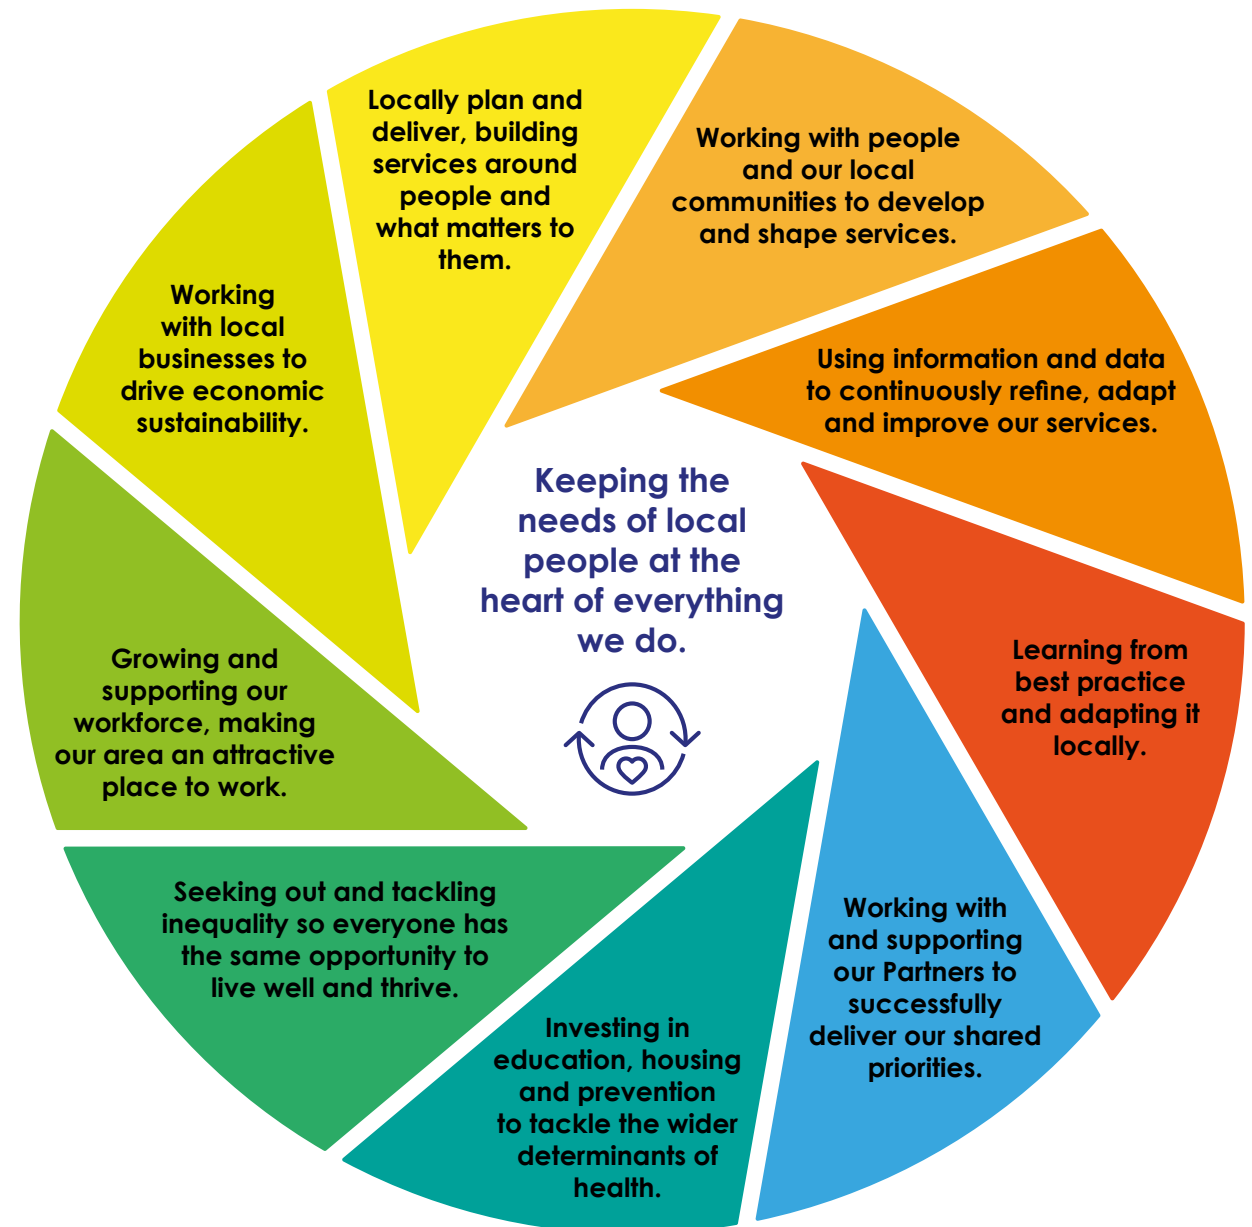 Locally plan and
deliver, building
services around
people and
what matters to
them.
Working with people
and our local
communities to develop
and shape services.
Using information and data
to continuously refine, adapt
and improve our services.
Learning from
best practice
and adapting it
locally.
Working with
and supporting
our Partners to
successfully
deliver our shared
priorities.
Investing in
education, housing
and prevention
to tackle the wider
determinants of
health.
Seeking out and tackling
inequality so everyone has
the same opportunity to
live well and thrive.
Growing and
supporting our
workforce, making
our area an attractive
place to work.
Working
with local
businesses to
drive economic
sustainability.
Keeping the
needs of local
people at the
heart of everything
we do.